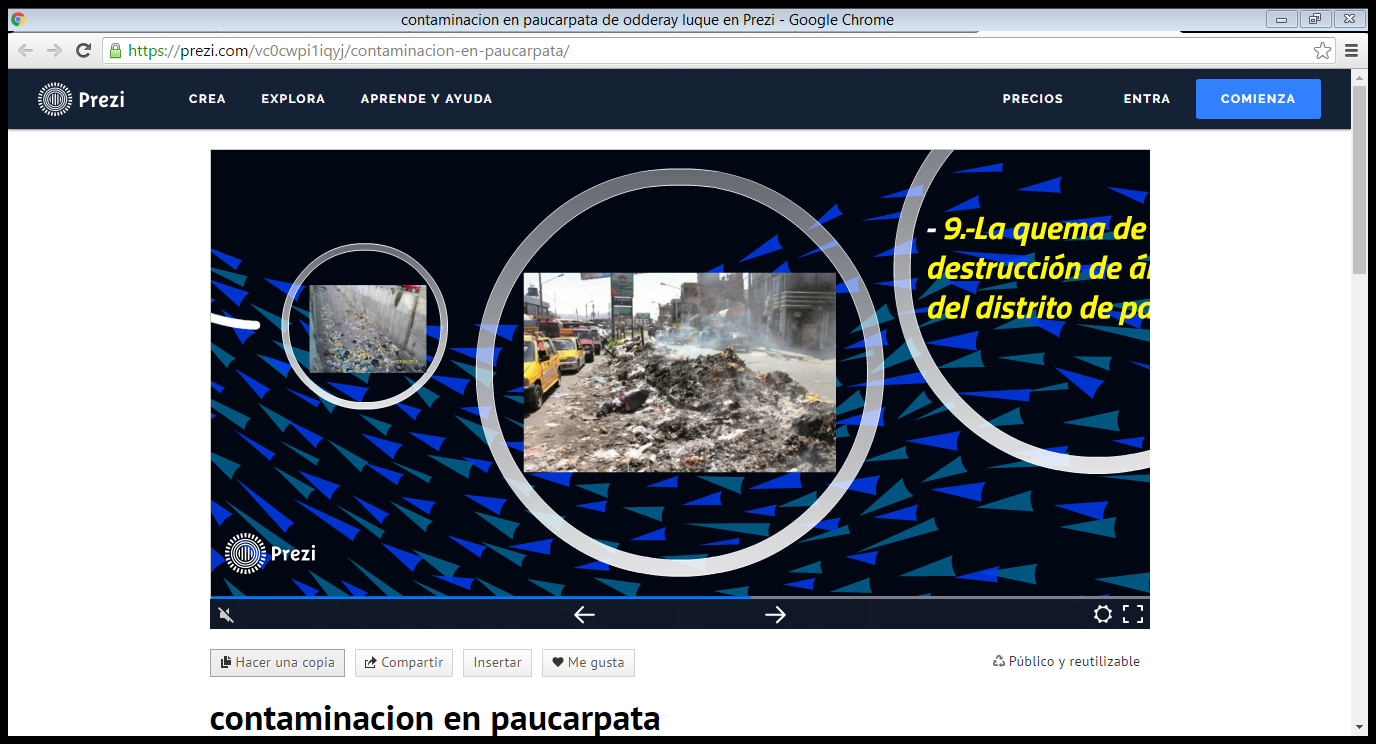 contaminacion en paucarpata de odderay luque en Prezi - Google Chrome
https://prezi.com/vc0cwpi1iqyj/contaminacion-en-paucarpata/
Prezi CREA EXPLORA APRENDE Y AYUDA PRECIOS ENTRA COMIENZA
- 9.-La quema de
destrucción de ár
del distrito de pa
Prezi
Hacer una copia Compartir Insertar Me gusta Público y reutilizable
contaminacion en paucarpata